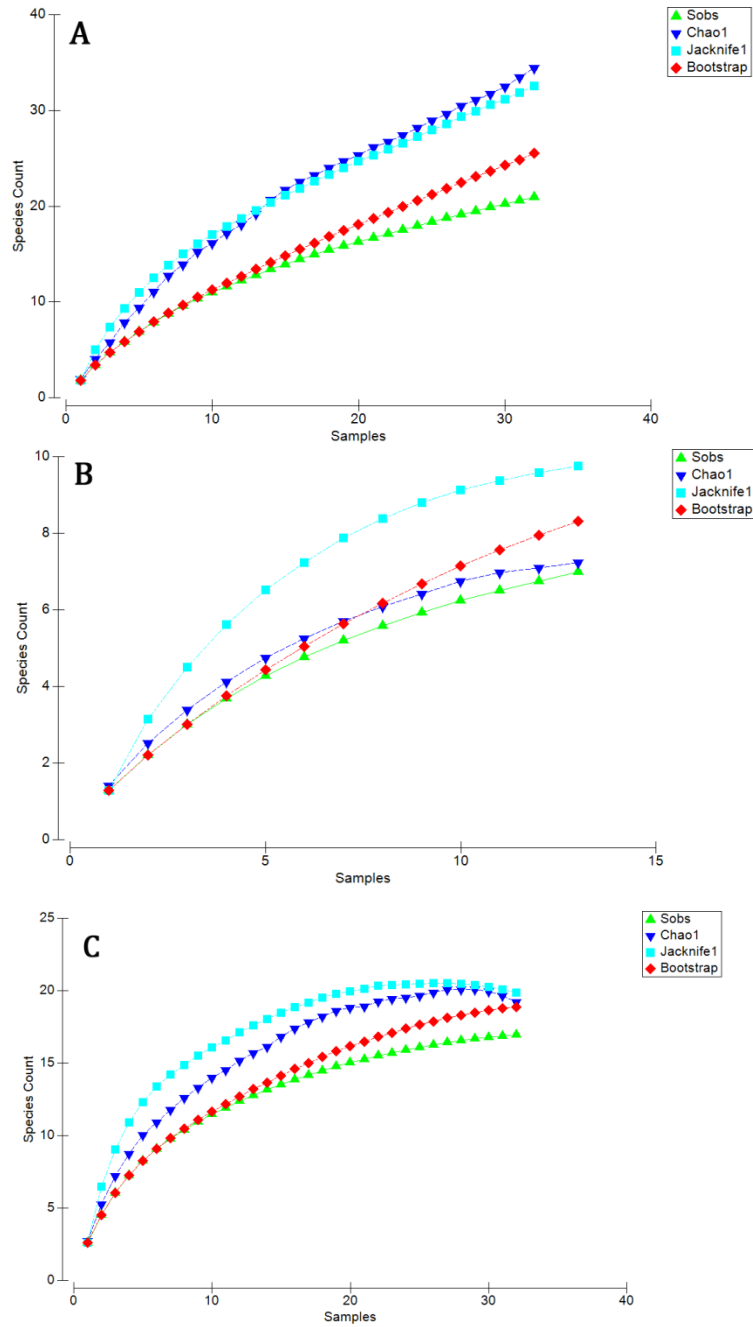 A
40
30
20
10
0
Species Count
0 10 20 30 40
Samples
Sobs
Chao1
Jacknife1
Bootstrap
B
10
8
6
4
2
0
Species Count
0 5 10 15
Samples
Sobs
Chao1
Jacknife1
Bootstrap
C
25
20
15
10
5
0
Species Count
0 10 20 30 40
Samples
Sobs
Chao1
Jacknife1
Bootstrap